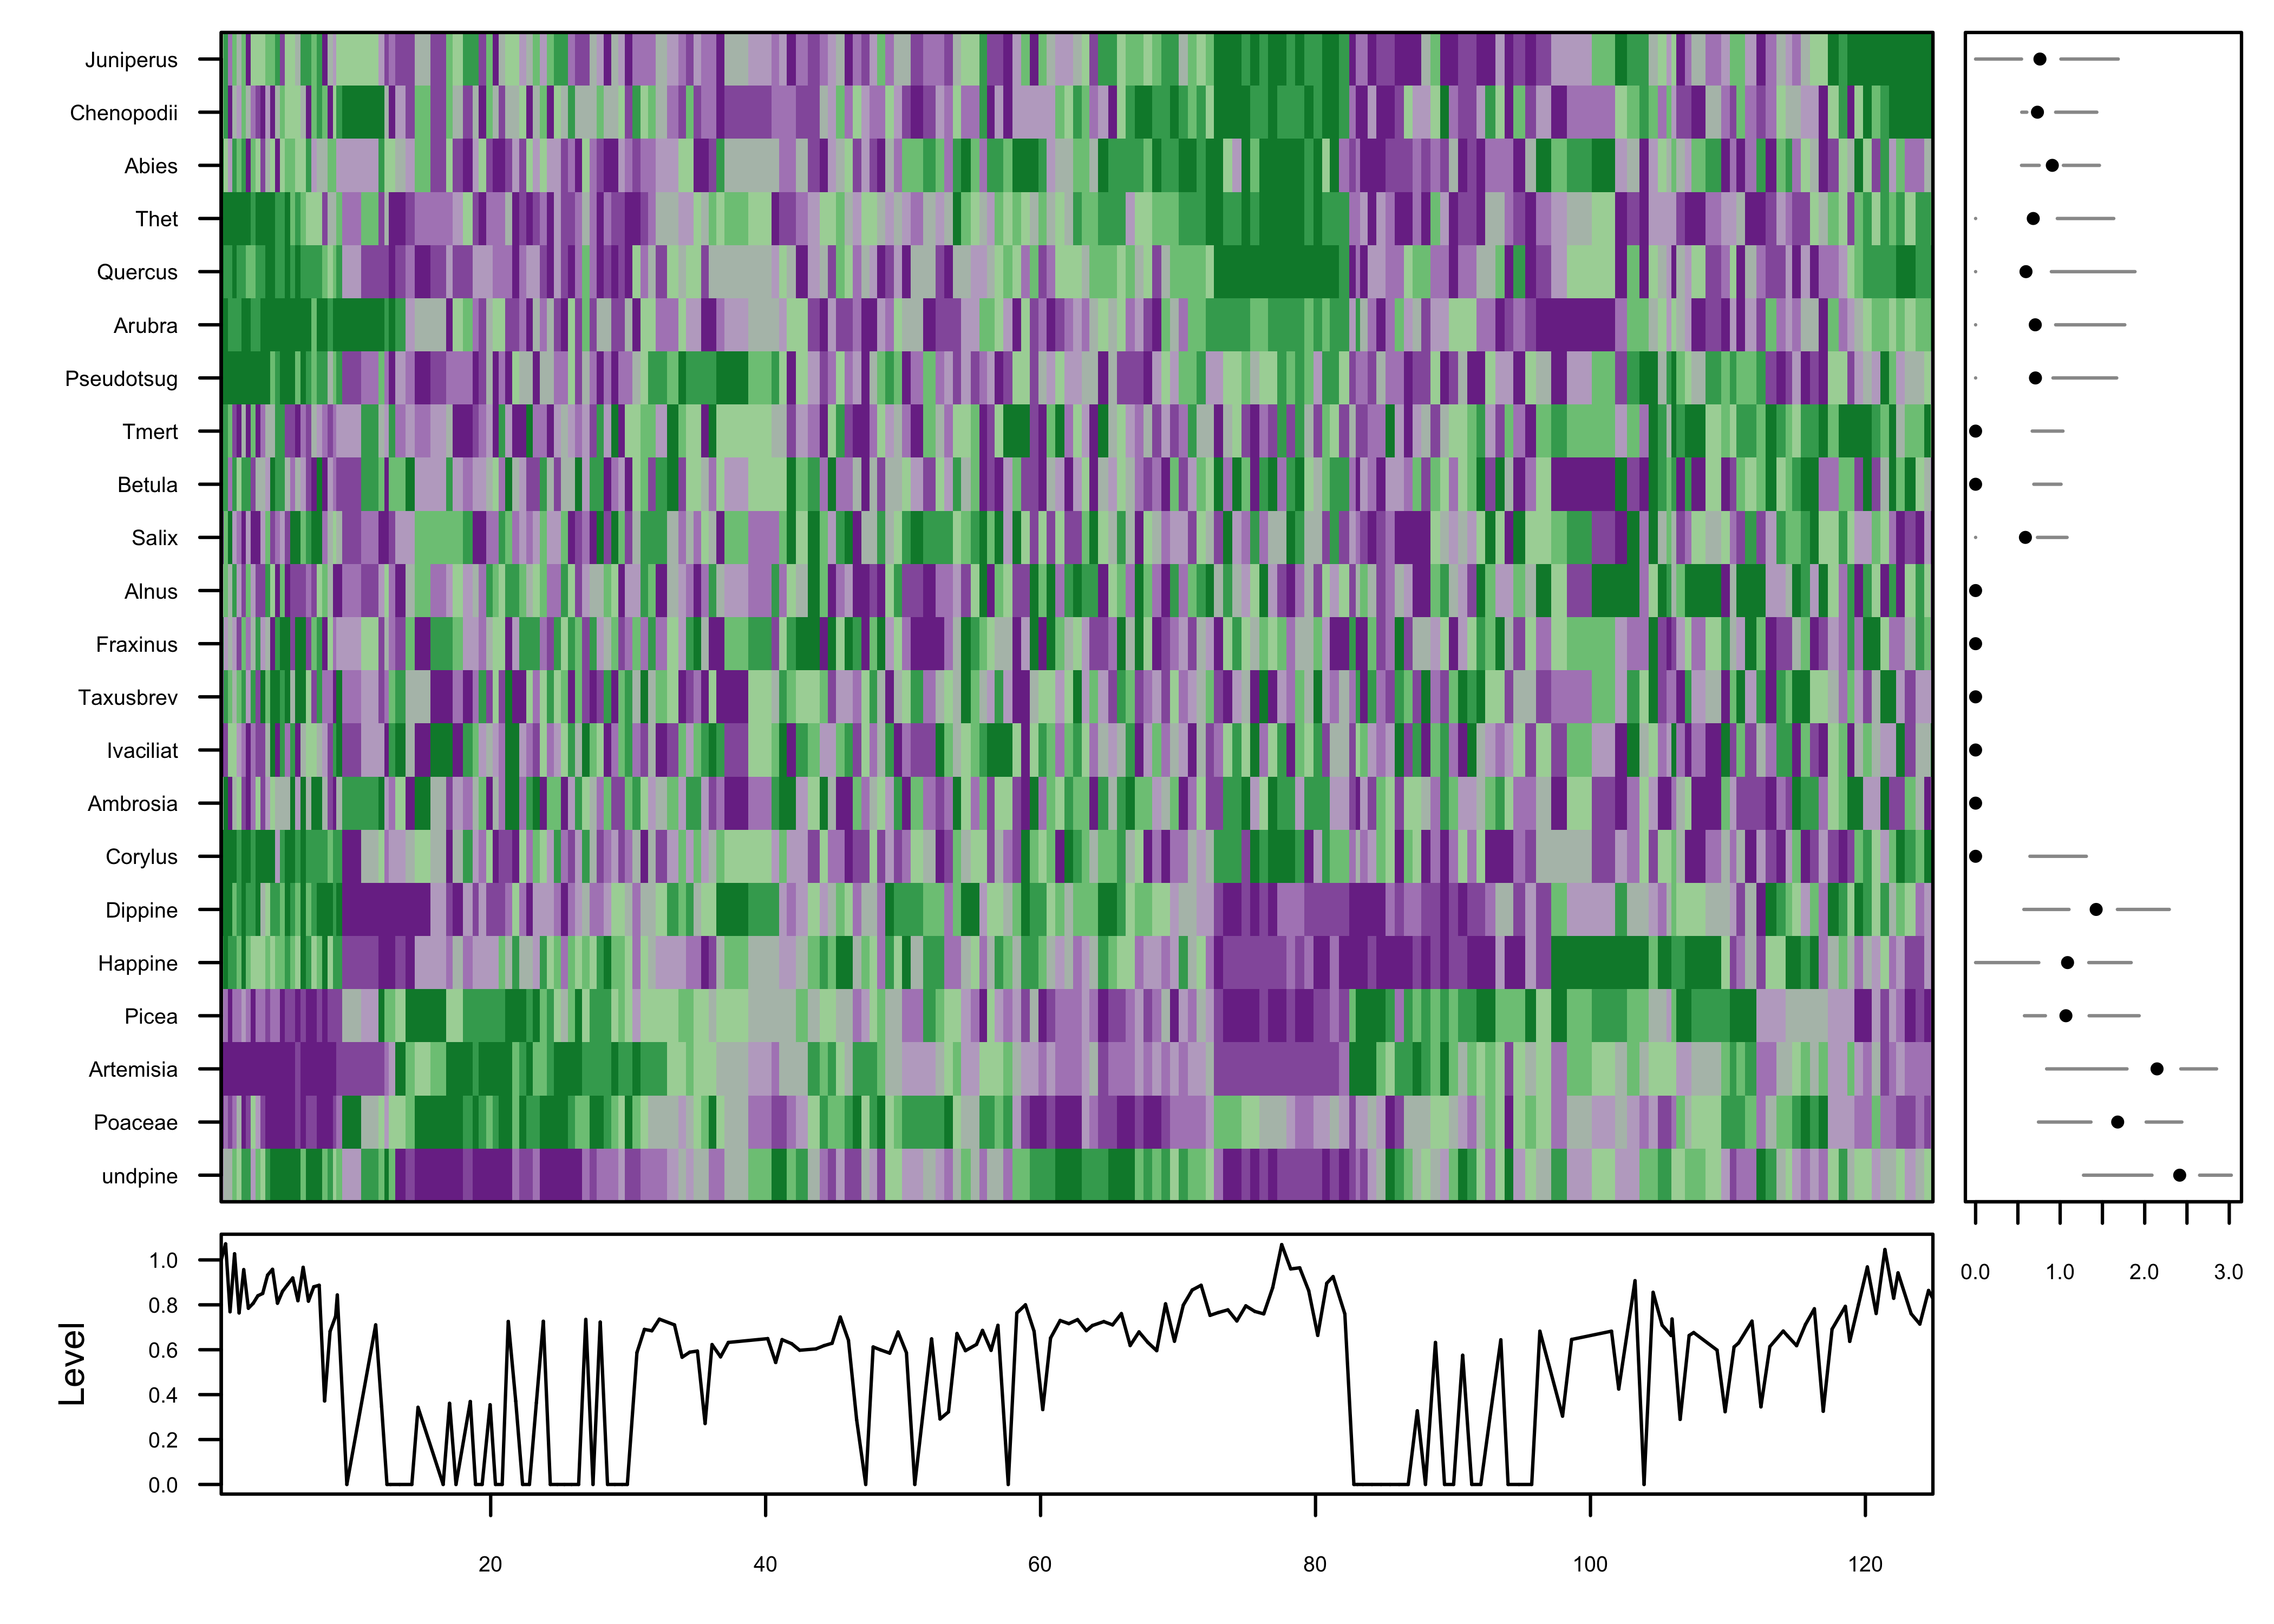 Juniperus
Chenopodii
Abies
Thet
Quercus
Arubra
Pseudotsug
Tmert
Betula
Salix
Alnus
Fraxinus
Taxusbrev
Ivaciliat
Ambrosia
Corylus
Dippine
Happine
Picea
Artemisia
Poaceae
undpine
0.0 1.0 2.0 3.0
Level
1.0
0.8
0.6
0.4
0.2
0.0
20 40 60 80 100 120